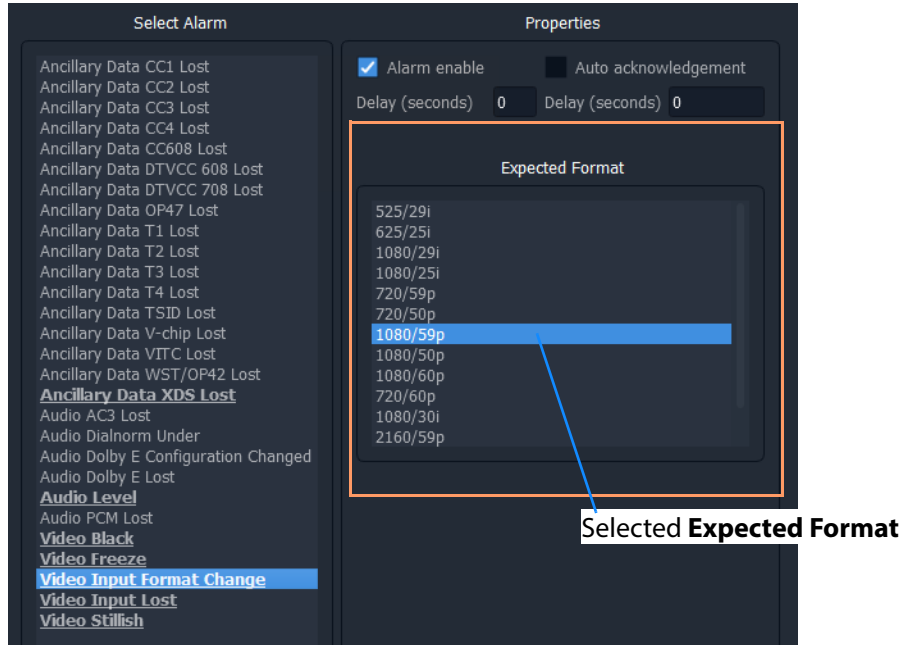 Select Alarm
Ancillary Data CC1 Lost
Ancillary Data CC2 Lost
Ancillary Data CC3 Lost
Ancillary Data CC4 Lost
Ancillary Data CC608 Lost
Ancillary Data DTVCC 608 Lost
Ancillary Data DTVCC 708 Lost
Ancillary Data OP47 Lost
Ancillary Data T1 Lost
Ancillary Data T2 Lost
Ancillary Data T3 Lost
Ancillary Data T4 Lost
Ancillary Data TSID Lost
Ancillary Data V-chip Lost
Ancillary Data VITC Lost
Ancillary Data WST/OP42 Lost
Ancillary Data XDS Lost
Audio AC3 Lost
Audio Dialnorm Under
Audio Dolby E Configuration Changed
Audio Dolby E Lost
Audio Level
Audio PCM Lost
Video Black
Video Freeze
Video Input Format Change
Video Input Lost
Video Stillish
Properties
Alarm enable Auto acknowledgement
Delay (seconds) 0 Delay (seconds) 0
Expected Format
525/29i
625/25i
1080/29i
1080/25i
720/59p
720/50p
1080/59p
1080/50p
1080/60p
720/60p
1080/30i
2160/59p
Selected Expected Format